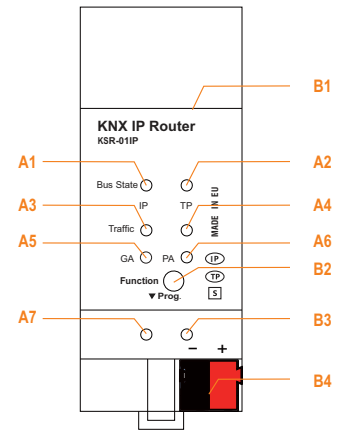 B1
KNX IP Router
KSR-01IP
A1 A2
Bus State
IP TP
A3 A4
Traffic
MADE IN EU
A5 A6
GA PA IP
B2
Function TP
▼ Prog. S
A7 B3
− +
B4